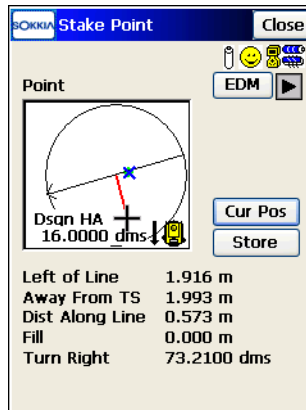 SOKKIA Stake Point Close
Point
EDM
Dsgn HA
16.0000 dms
Cur Pos
Store
Left of Line 1.916 m
Away From TS 1.993 m
Dist Along Line 0.573 m
Fill 0.000 m
Turn Right 73.2100 dms